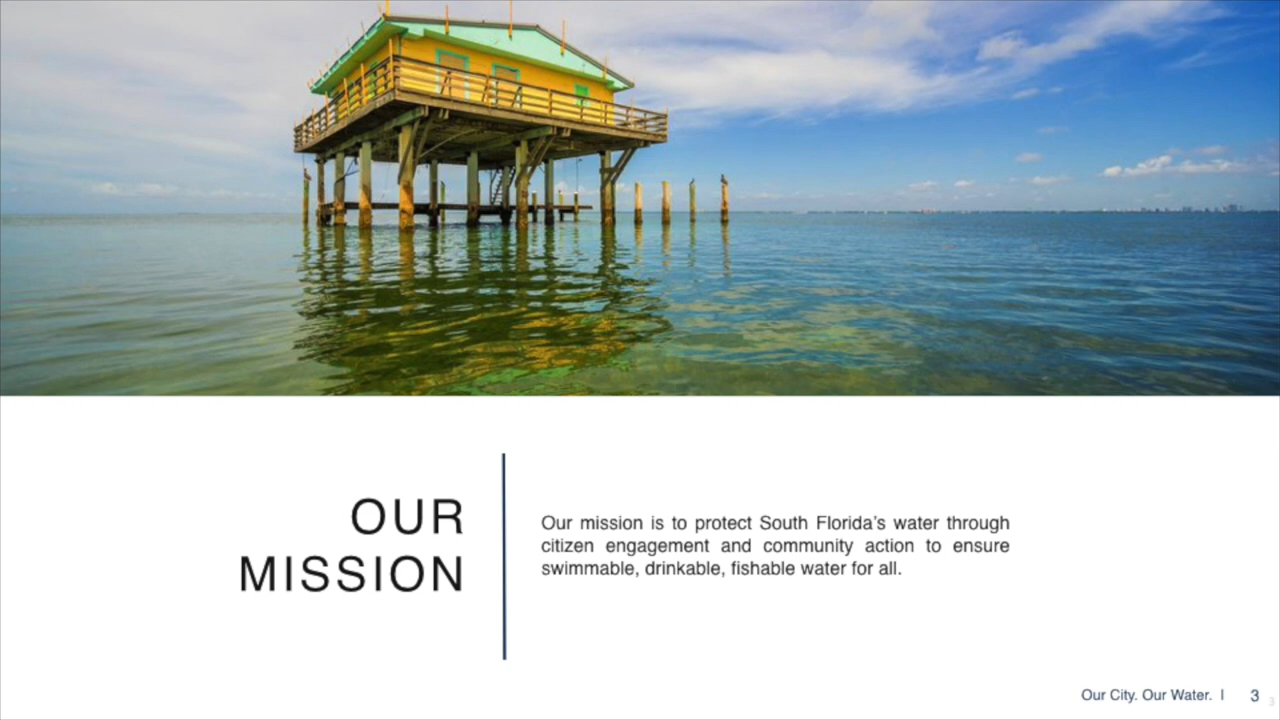 OUR
MISSION
Our mission is to protect South Florida's water through
citizen engagement and community action to ensure
swimmable, drinkable, fishable water for all.
Our City. Our Water. | 3
3